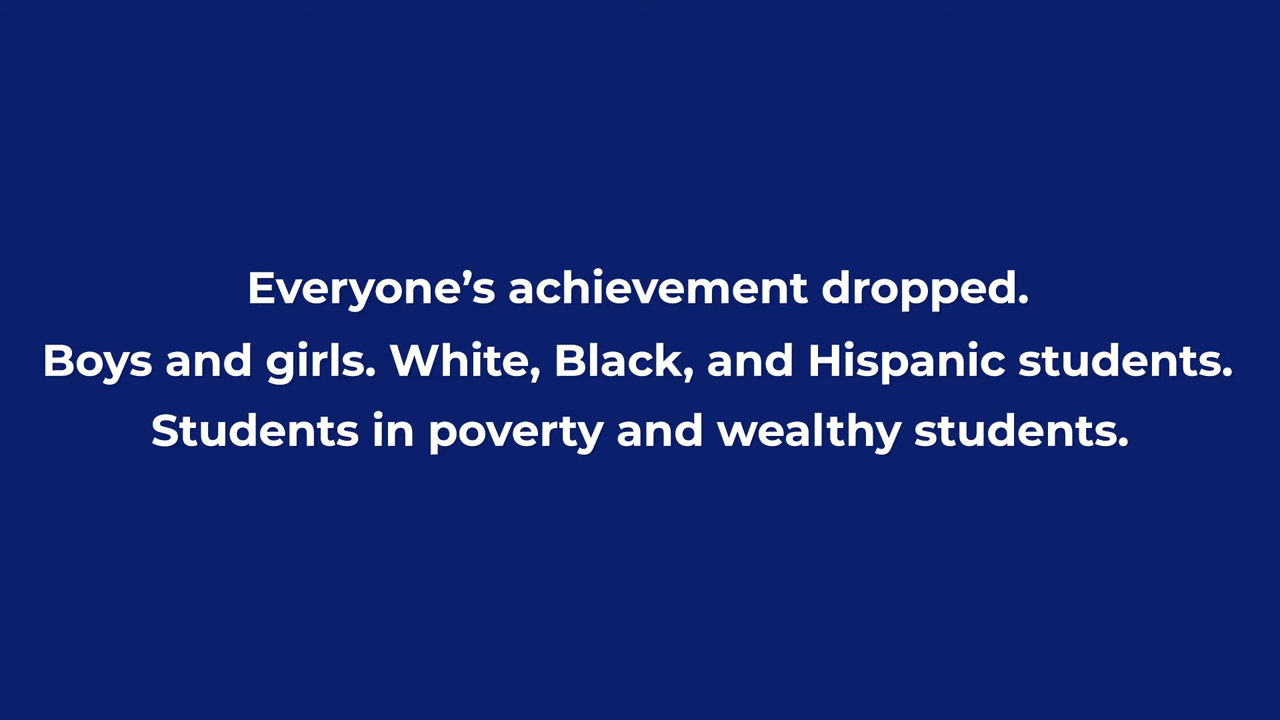 Everyone’s achievement dropped.
Boys and girls. White, Black, and Hispanic students.
Students in poverty and wealthy students.